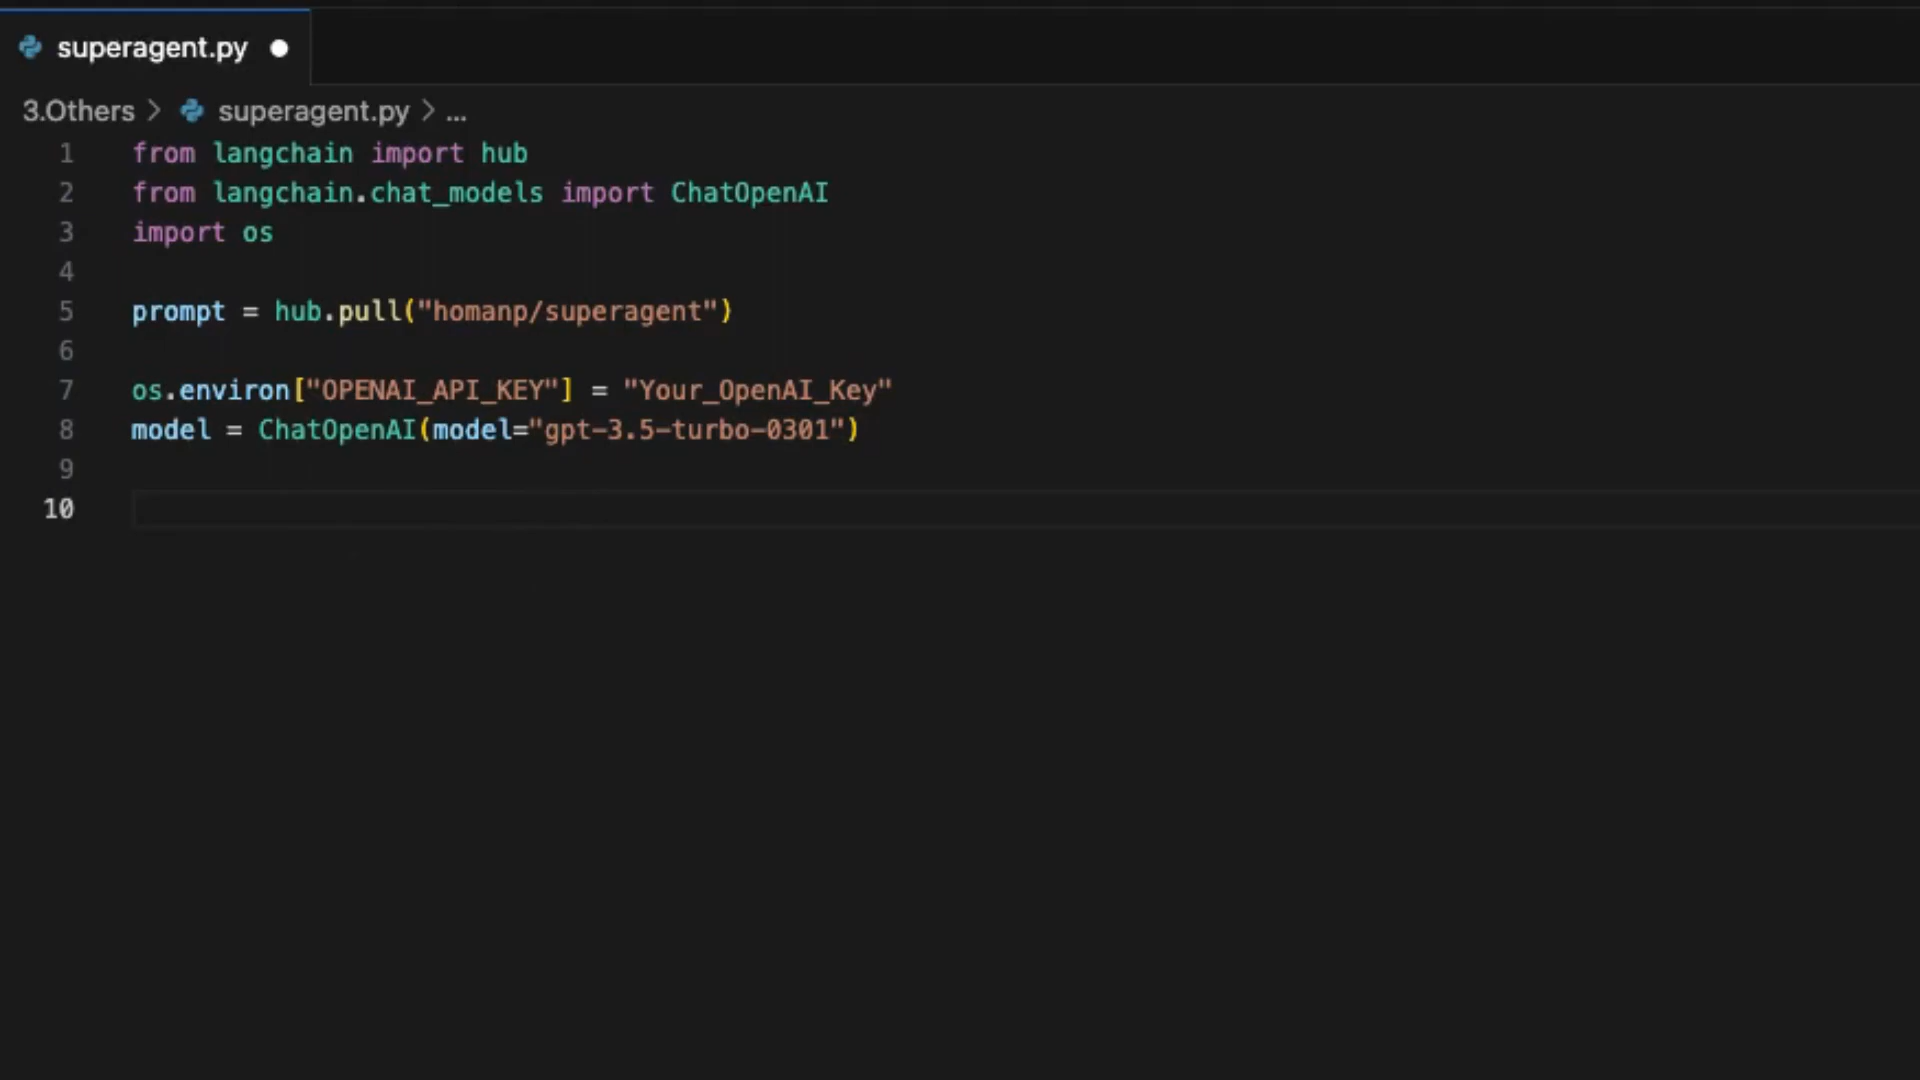 superagent.py
3.Others > superagent.py > ...
1 from langchain import hub
2 from langchain.chat_models import ChatOpenAI
3 import os
4
5 prompt = hub.pull("homanp/superagent")
6
7 os.environ["OPENAI_API_KEY"] = "Your_OpenAI_Key"
8 model = ChatOpenAI(model="gpt-3.5-turbo-0301")
9
10